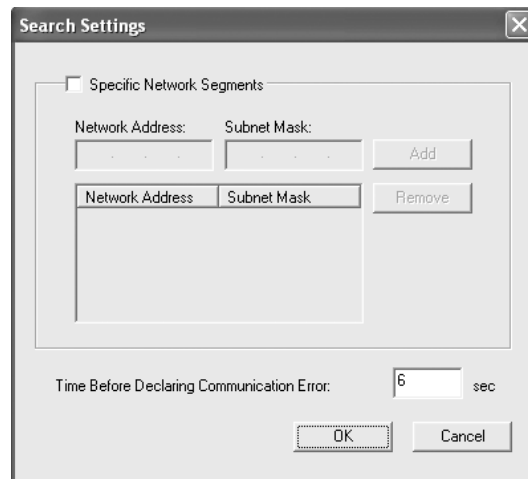 Search Settings
Specific Network Segments
Network Address: Subnet Mask:
. . . . . . Add
Network Address Subnet Mask Remove
Time Before Declaring Communication Error: 6 sec
OK Cancel